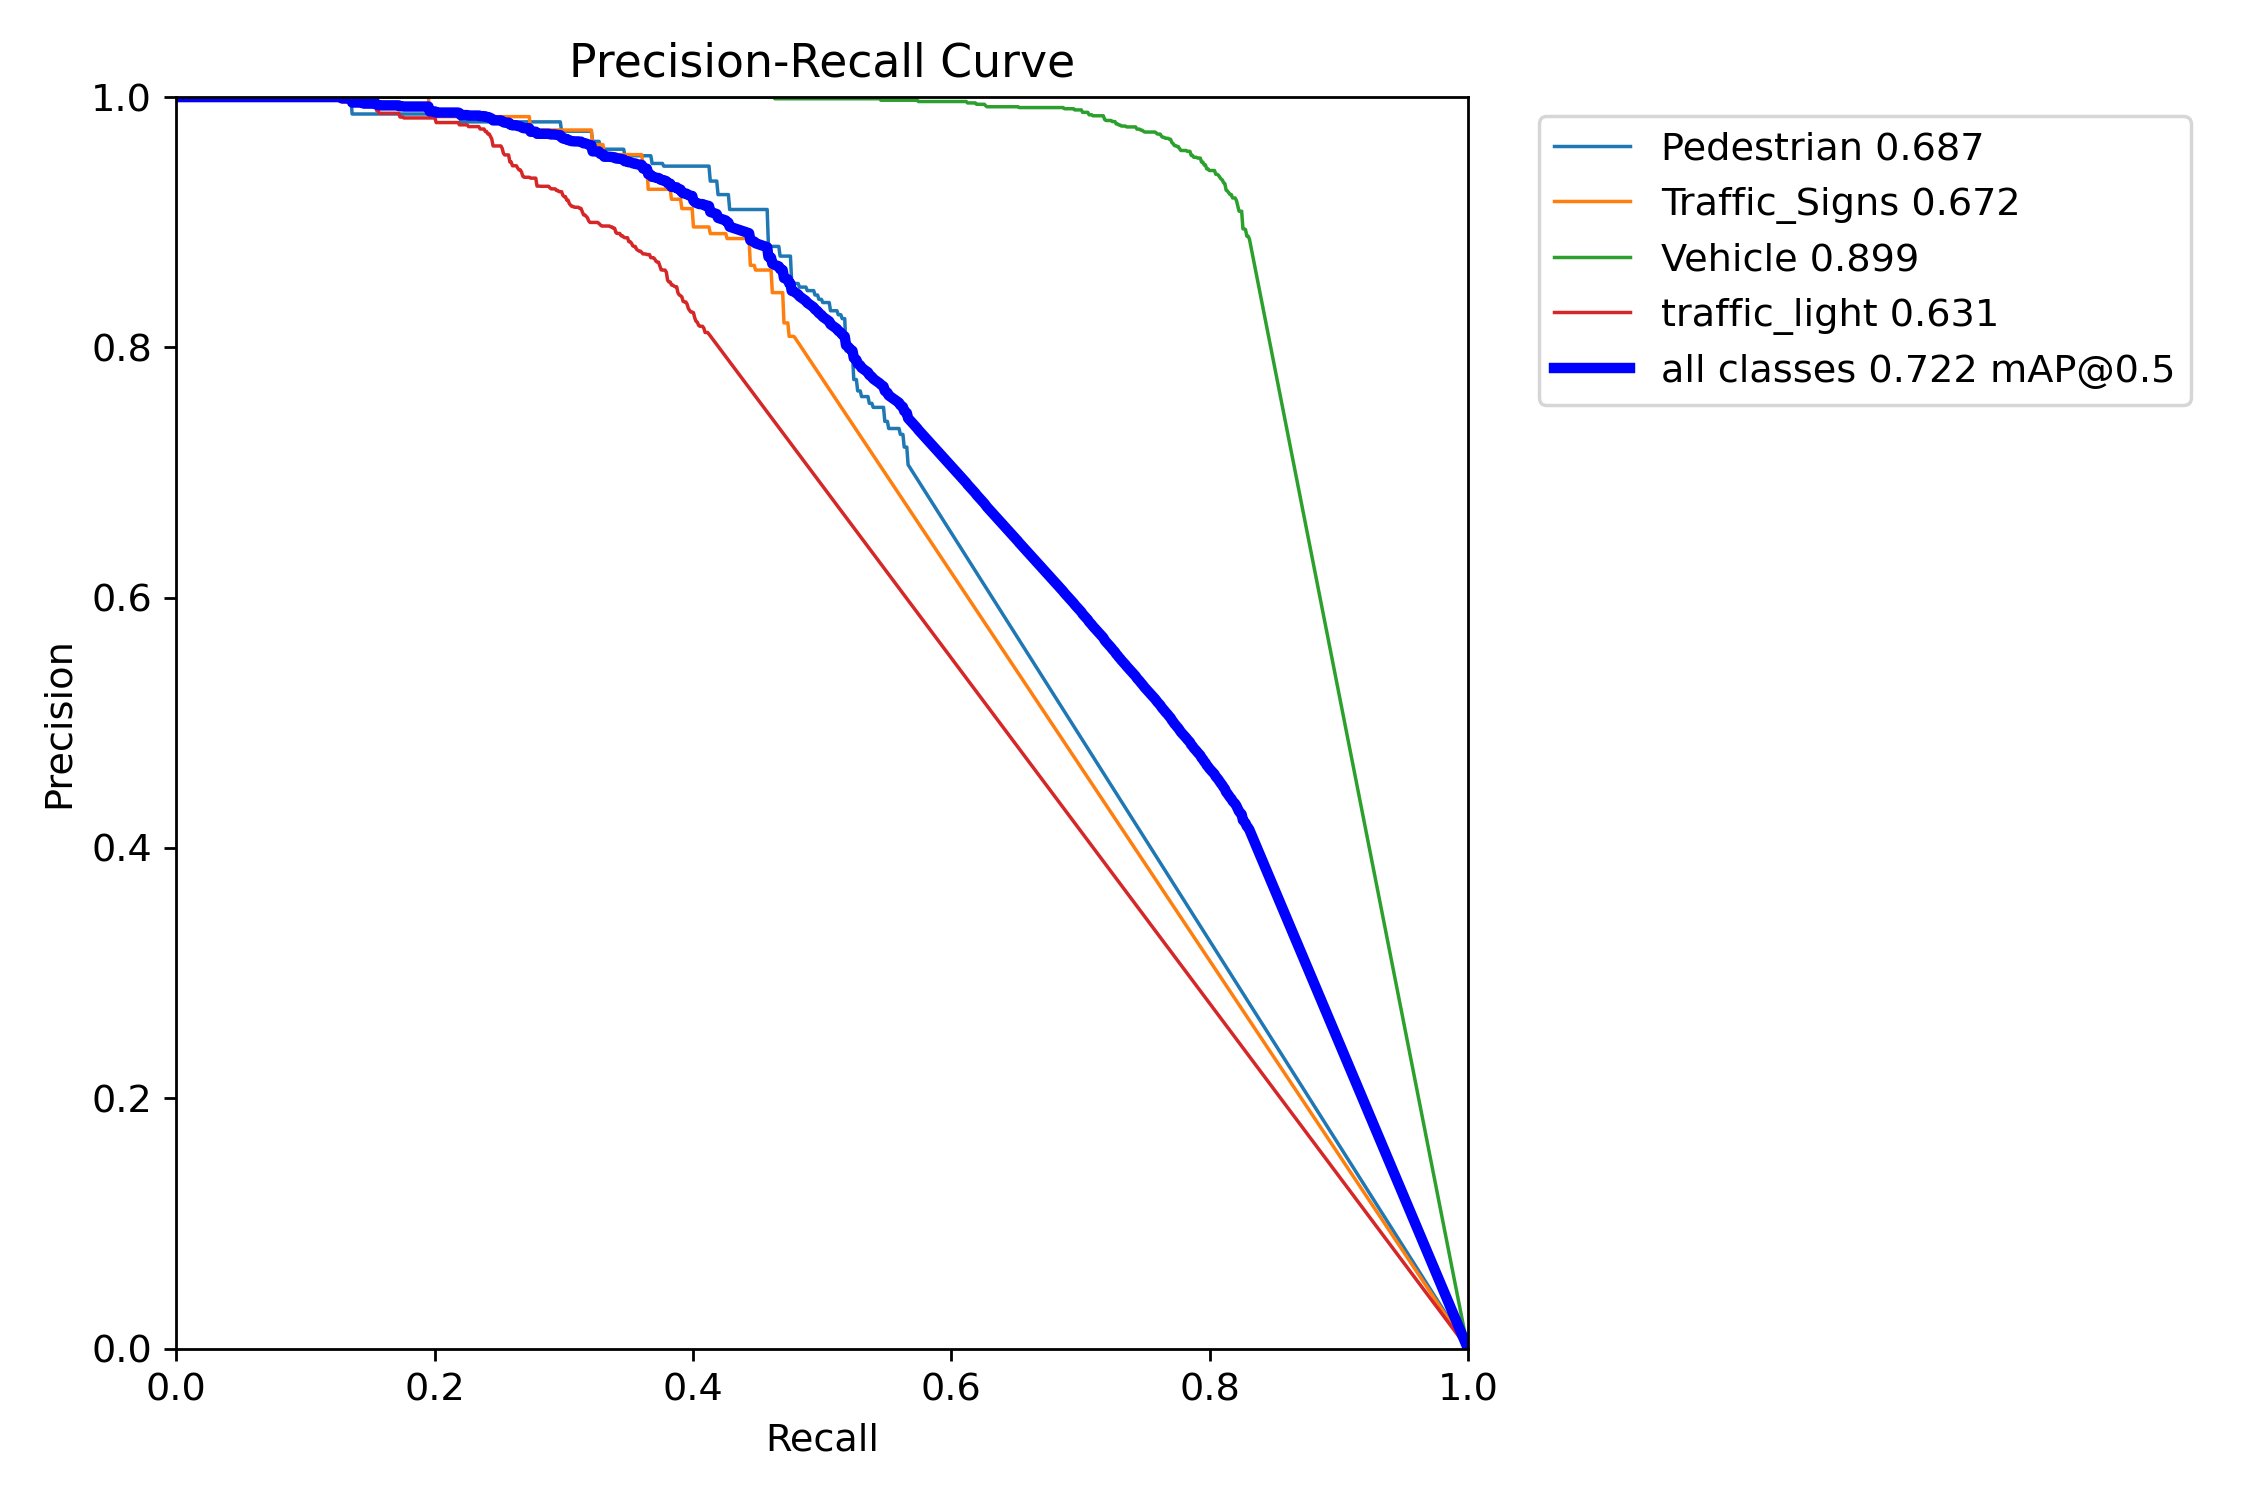 Precision-Recall Curve
1.0
0.8
0.6
0.4
0.2
0.0
Precision
0.0 0.2 0.4 0.6 0.8 1.0
Recall
Pedestrian 0.687
Traffic_Signs 0.672
Vehicle 0.899
traffic_light 0.631
all classes 0.722 mAP@0.5